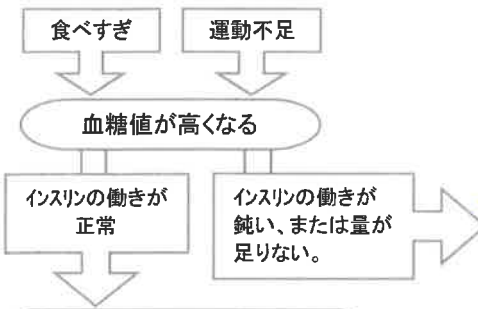 食べすぎ
運動不足
血糖値が高くなる
インスリンの働きが
正常
インスリンの働きが
鈍い、または量が
足りない。